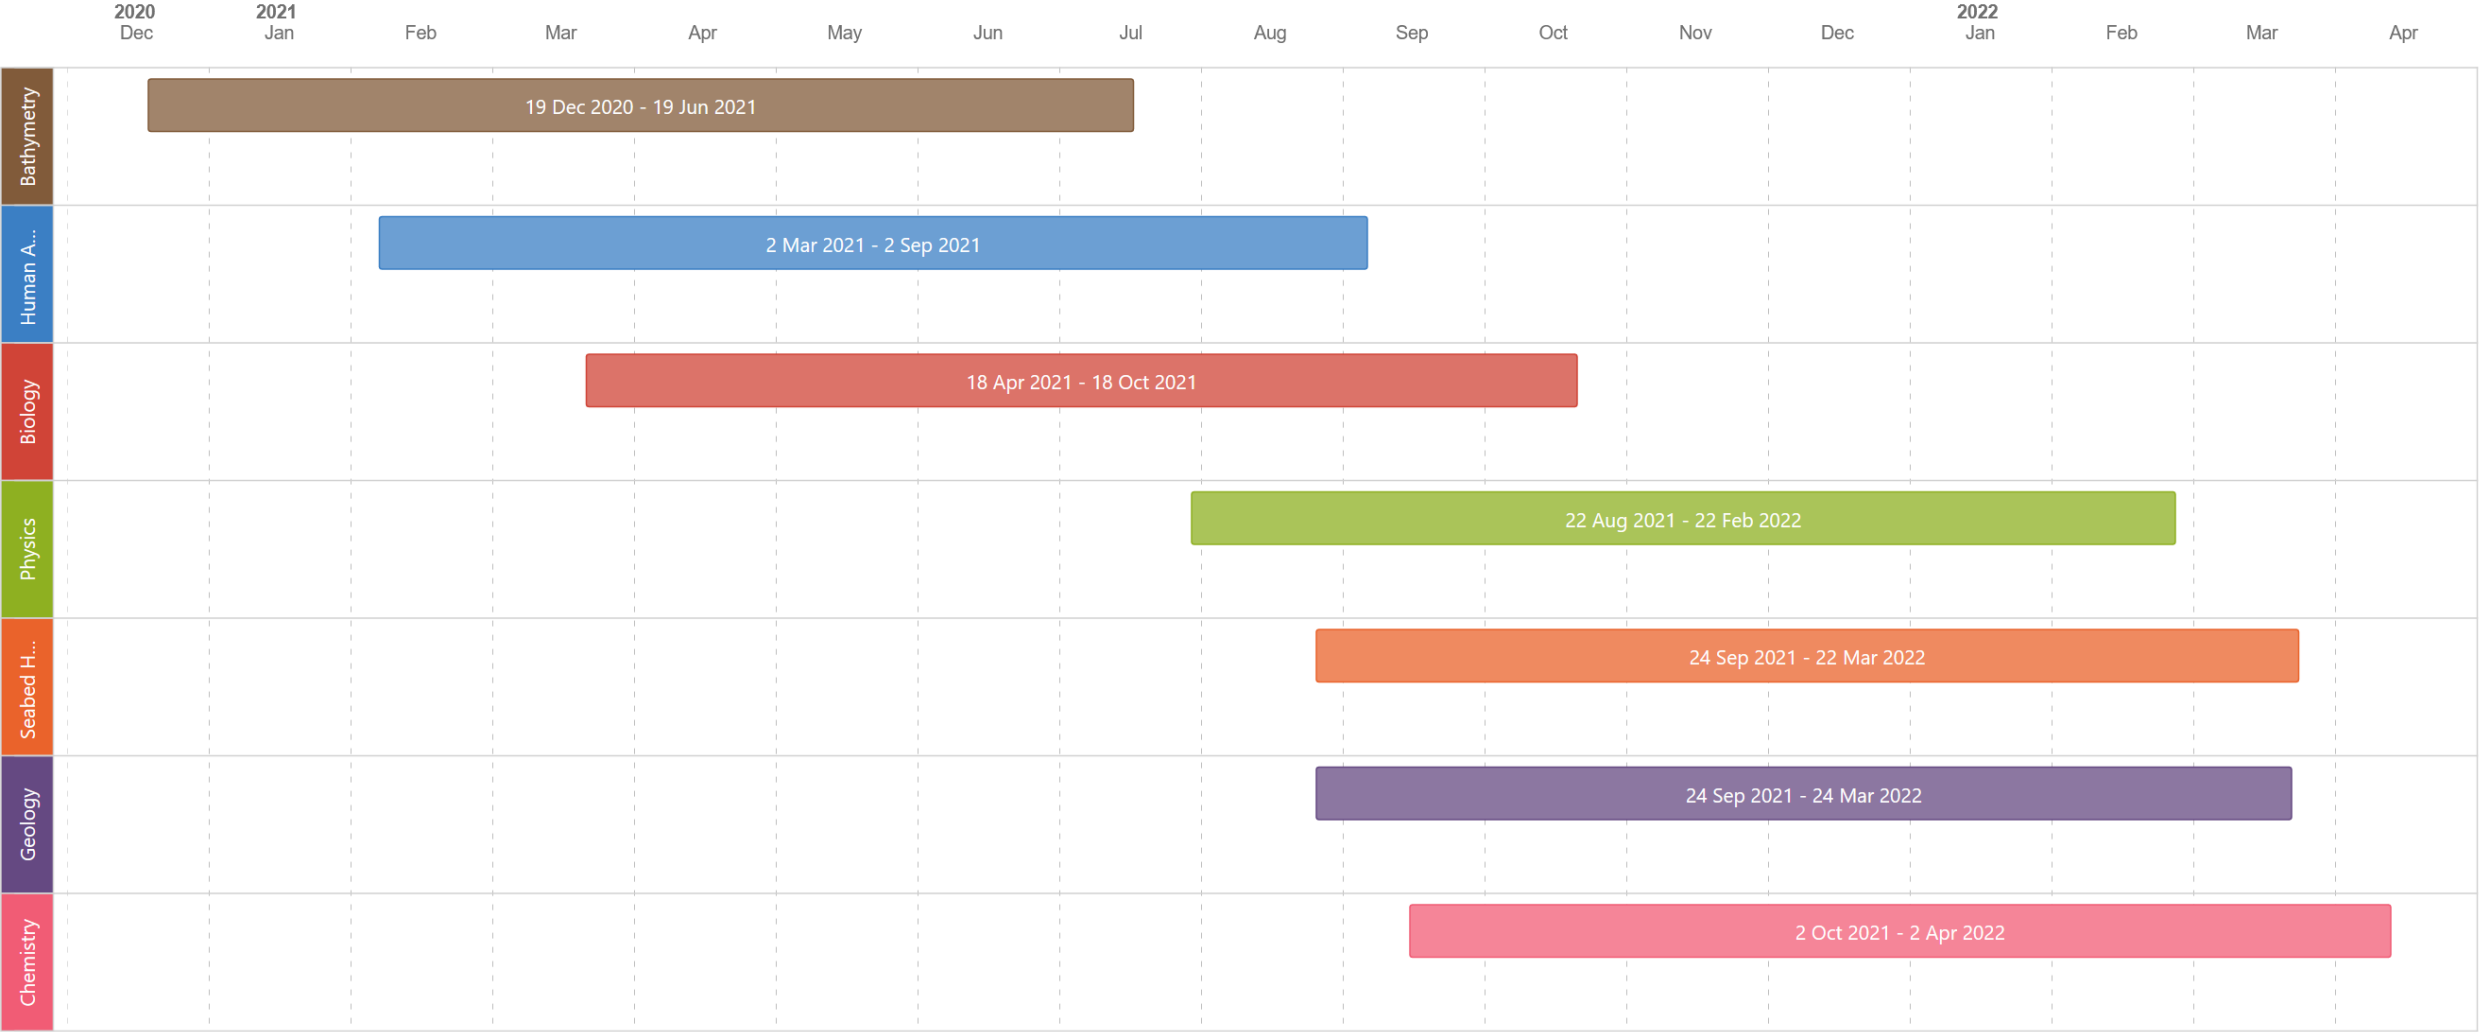 2020 2021 2022
Dec Jan Feb Mar Apr May Jun Jul Aug Sep Oct Nov Dec Jan Feb Mar Apr
Bathymetry
19 Dec 2020 - 19 Jun 2021
Human A...
2 Mar 2021 - 2 Sep 2021
Biology
18 Apr 2021 - 18 Oct 2021
Physics
22 Aug 2021 - 22 Feb 2022
Seabed H...
24 Sep 2021 - 22 Mar 2022
Geology
24 Sep 2021 - 24 Mar 2022
Chemistry
2 Oct 2021 - 2 Apr 2022